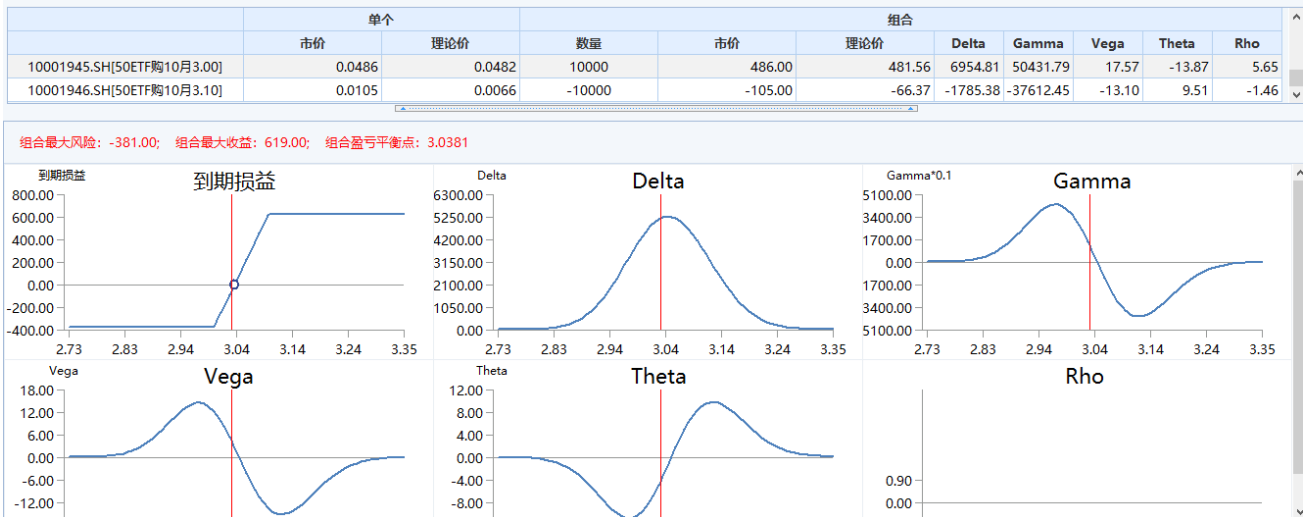 单个 组合
市价 理论价 数量 市价 理论价 Delta Gamma Vega Theta Rho
10001945.SH[50ETF购10月3.00] 0.0486 0.0482 10000 486.00 481.56 6954.81 50431.79 17.57 -13.87 5.65
10001946.SH[50ETF购10月3.10] 0.0105 0.0066 -10000 -105.00 -66.37 -1785.38 -37612.45 -13.10 9.51 -1.46
组合最大风险：-381.00; 组合最大收益：619.00; 组合盈亏平衡点：3.0381
到期损益
到期损益
800.00
600.00
400.00
200.00
0.00
-200.00
-400.00
2.73 2.83 2.94 3.04 3.14 3.24 3.35
Delta
Delta
6300.00
5250.00
4200.00
3150.00
2100.00
1050.00
0.00
2.73 2.83 2.94 3.04 3.14 3.24 3.35
Gamma*0.1
Gamma
5100.00
3400.00
1700.00
0.00
1700.00
3400.00
5100.00
2.73 2.83 2.94 3.04 3.14 3.24 3.35
Vega
Vega
18.00
12.00
6.00
0.00
-6.00
-12.00
Theta
Theta
12.00
8.00
4.00
0.00
-4.00
-8.00
Rho
0.90
0.00